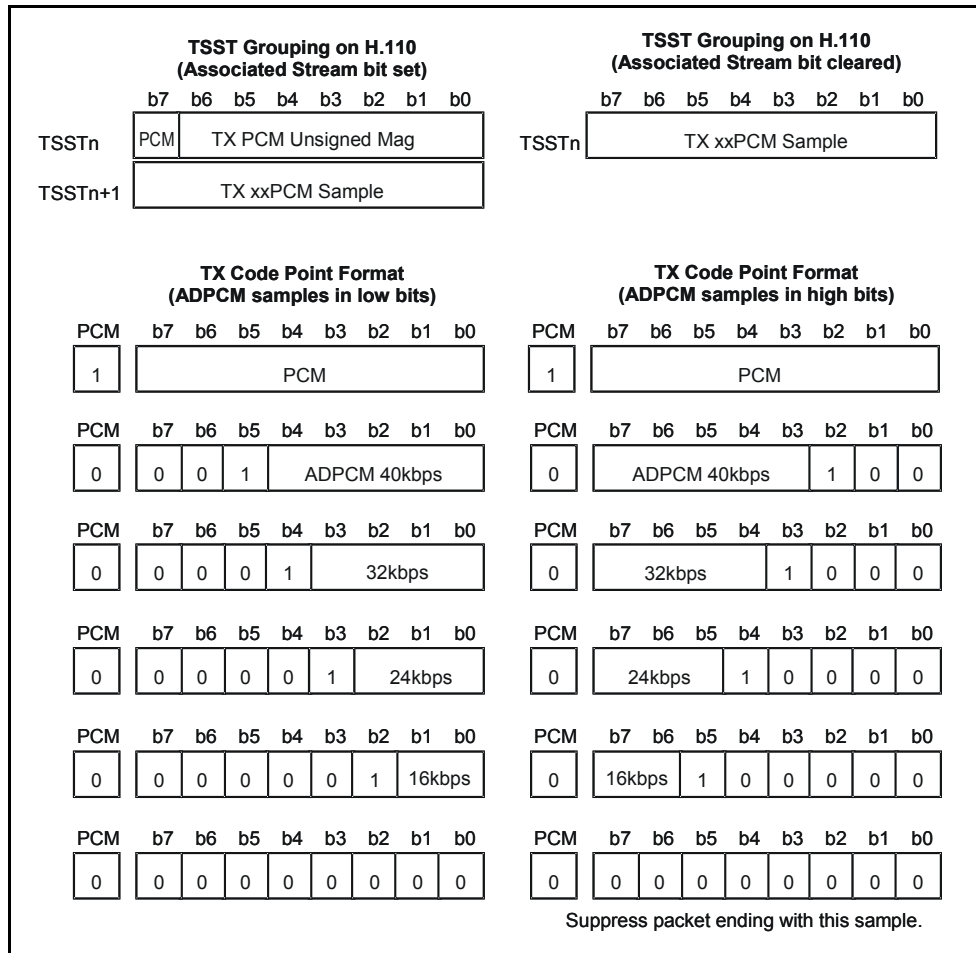 TSST Grouping on H.110
(Associated Stream bit set)
b7 b6 b5 b4 b3 b2 b1 b0
TSSTn PCM TX PCM Unsigned Mag
TSSTn+1 TX xxPCM Sample
TSST Grouping on H.110
(Associated Stream bit cleared)
b7 b6 b5 b4 b3 b2 b1 b0
TSSTn TX xxPCM Sample
TX Code Point Format
(ADPCM samples in low bits)
PCM b7 b6 b5 b4 b3 b2 b1 b0
1 PCM
PCM b7 b6 b5 b4 b3 b2 b1 b0
0 0 0 1 ADPCM 40kbps
PCM b7 b6 b5 b4 b3 b2 b1 b0
0 0 0 0 1 32kbps
PCM b7 b6 b5 b4 b3 b2 b1 b0
0 0 0 0 0 1 24kbps
PCM b7 b6 b5 b4 b3 b2 b1 b0
0 0 0 0 0 0 1 16kbps
PCM b7 b6 b5 b4 b3 b2 b1 b0
0 0 0 0 0 0 0 0 0
TX Code Point Format
(ADPCM samples in high bits)
PCM b7 b6 b5 b4 b3 b2 b1 b0
1 PCM
PCM b7 b6 b5 b4 b3 b2 b1 b0
0 ADPCM 40kbps 1 0 0
PCM b7 b6 b5 b4 b3 b2 b1 b0
0 32kbps 1 0 0 0
PCM b7 b6 b5 b4 b3 b2 b1 b0
0 24kbps 1 0 0 0 0
PCM b7 b6 b5 b4 b3 b2 b1 b0
0 16kbps 1 0 0 0 0 0
PCM b7 b6 b5 b4 b3 b2 b1 b0
0 0 0 0 0 0 0 0 0
Suppress packet ending with this sample.